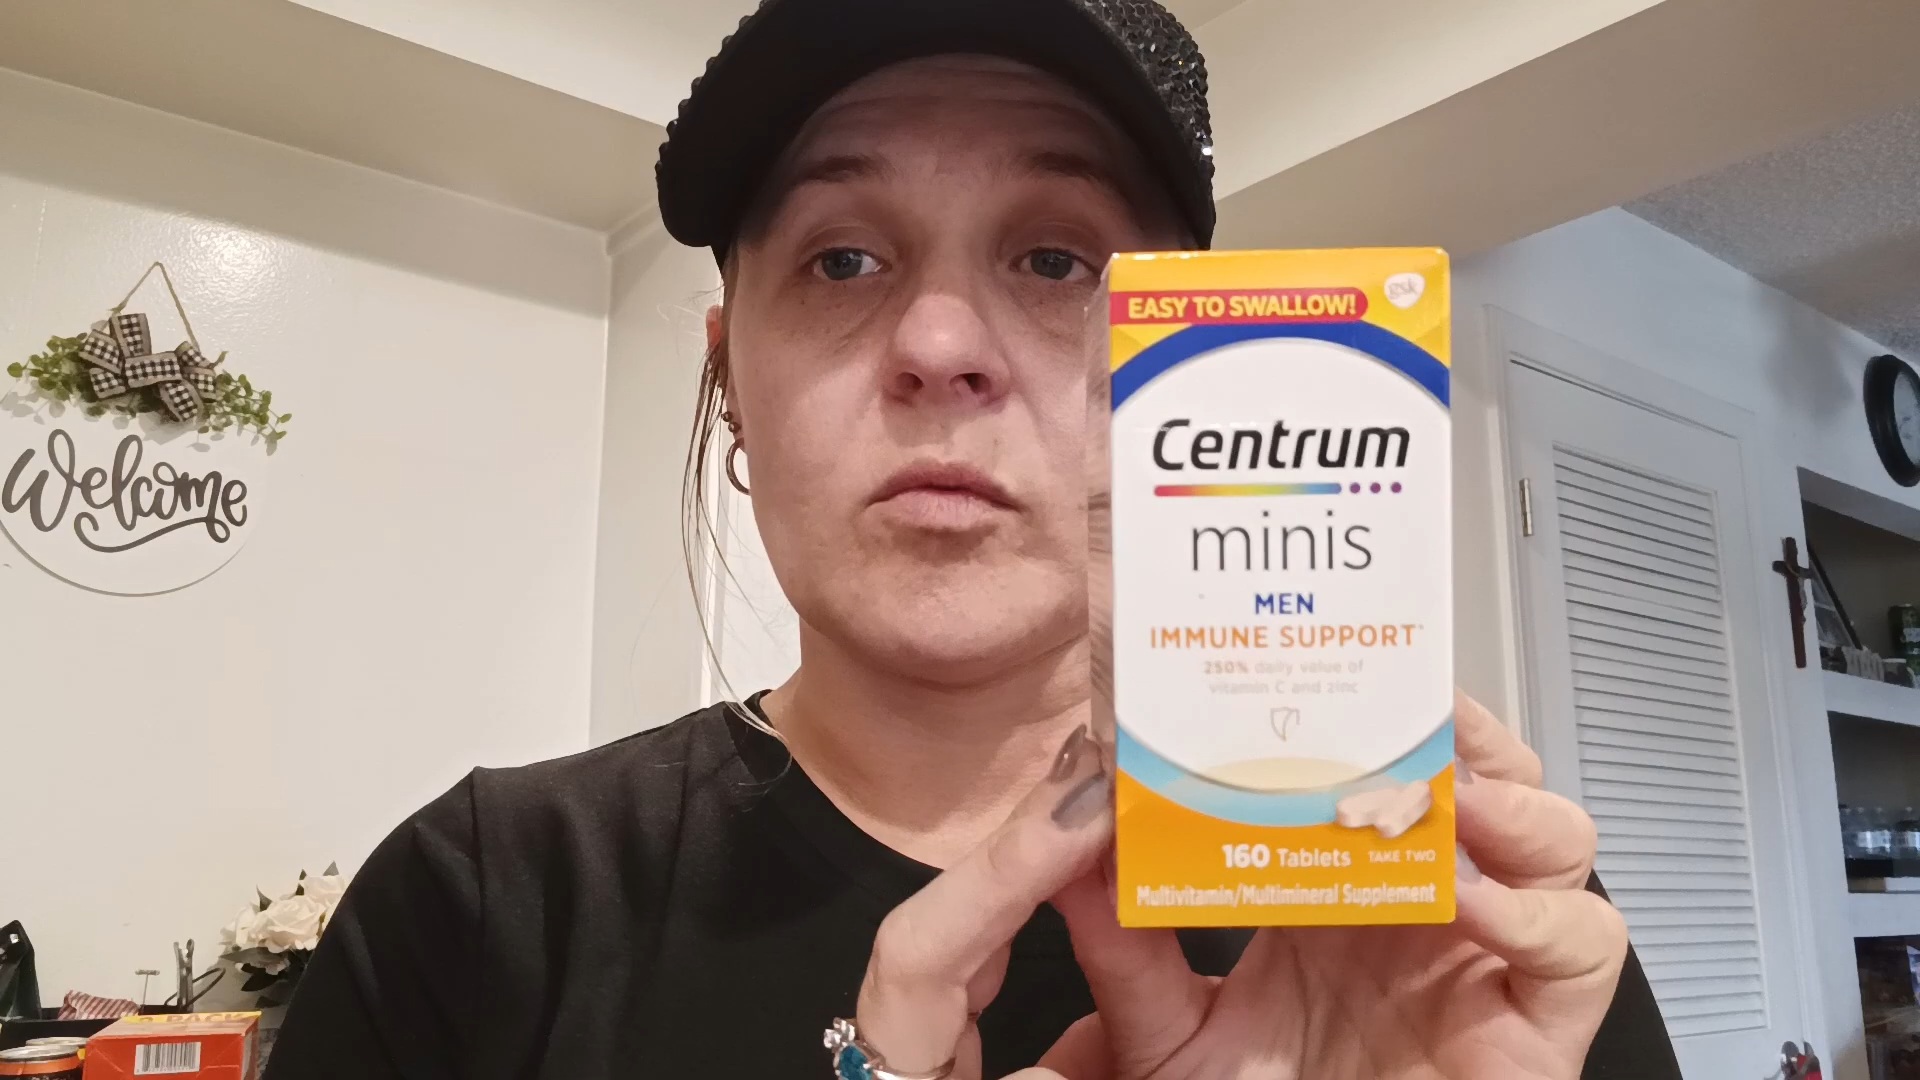 Welcome
EASY TO SWALLOW!
gsk
Centrum
minis
MEN
IMMUNE SUPPORT*
250% daily value of
vitamin C and zinc
160 Tablets TAKE TWO
Multivitamin/Multimineral Supplement
PACK